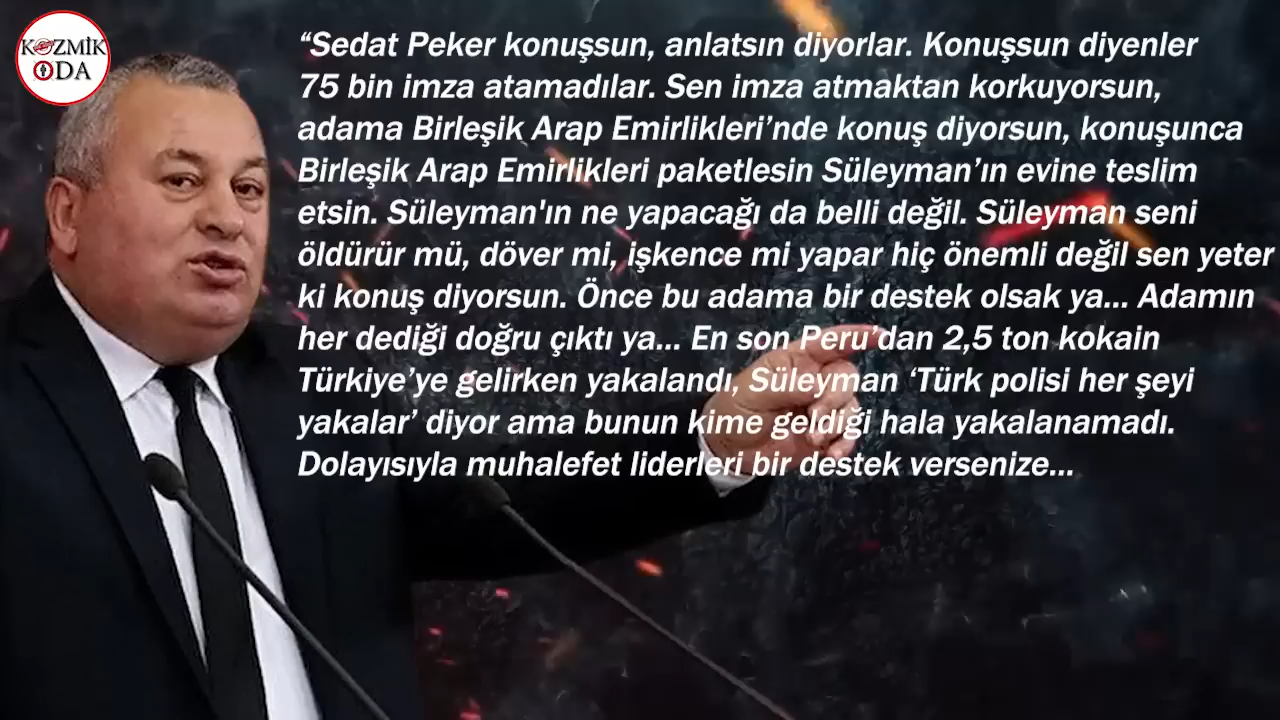 KOZMİK
ODA
“Sedat Peker konuşsun, anlatsın diyorlar. Konuşsun diyenler
75 bin imza atamadılar. Sen imza atmaktan korkuyorsun,
adama Birleşik Arap Emirlikleri’nde konuş diyorsun, konuşunca
Birleşik Arap Emirlikleri paketlesin Süleyman’ın evine teslim
etsin. Süleyman'ın ne yapacağı da belli değil. Süleyman seni
öldürür mü, döver mi, işkence mi yapar hiç önemli değil sen yeter
ki konuş diyorsun. Önce bu adama bir destek olsak ya... Adamın
her dediği doğru çıktı ya... En son Peru’dan 2,5 ton kokain
Türkiye’ye gelirken yakalandı, Süleyman ‘Türk polisi her şeyi
yakalar’ diyor ama bunun kime geldiği hala yakalanamadı.
Dolayısıyla muhalefet liderleri bir destek versenize...